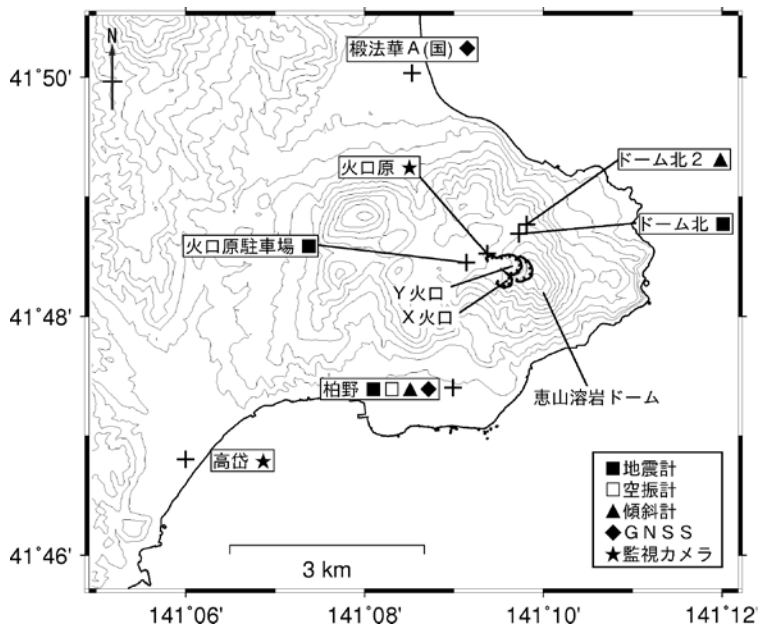 N
椴法華A(国) ◆
41°50'
火口原 ★
ドーム北2 ▲
ドーム北 ■
火口原駐車場 ■
Y火口
X火口
41°48'
柏野 ■□▲◆
恵山溶岩ドーム
高岱 ★
■地震計
□空振計
▲傾斜計
◆GNSS
★監視カメラ
41°46'
3 km
141°06' 141°08' 141°10' 141°12'